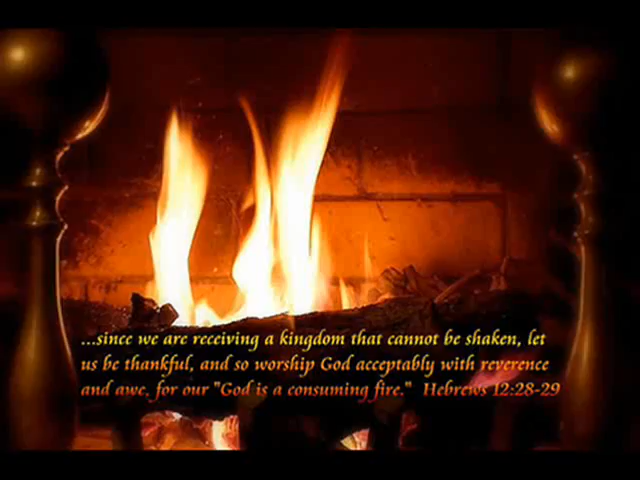 ...since we are receiving a kingdom that cannot be shaken, let
us be thankful, and so worship God acceptably with reverence
and awe, for our "God is a consuming fire." Hebrews 12:28-29